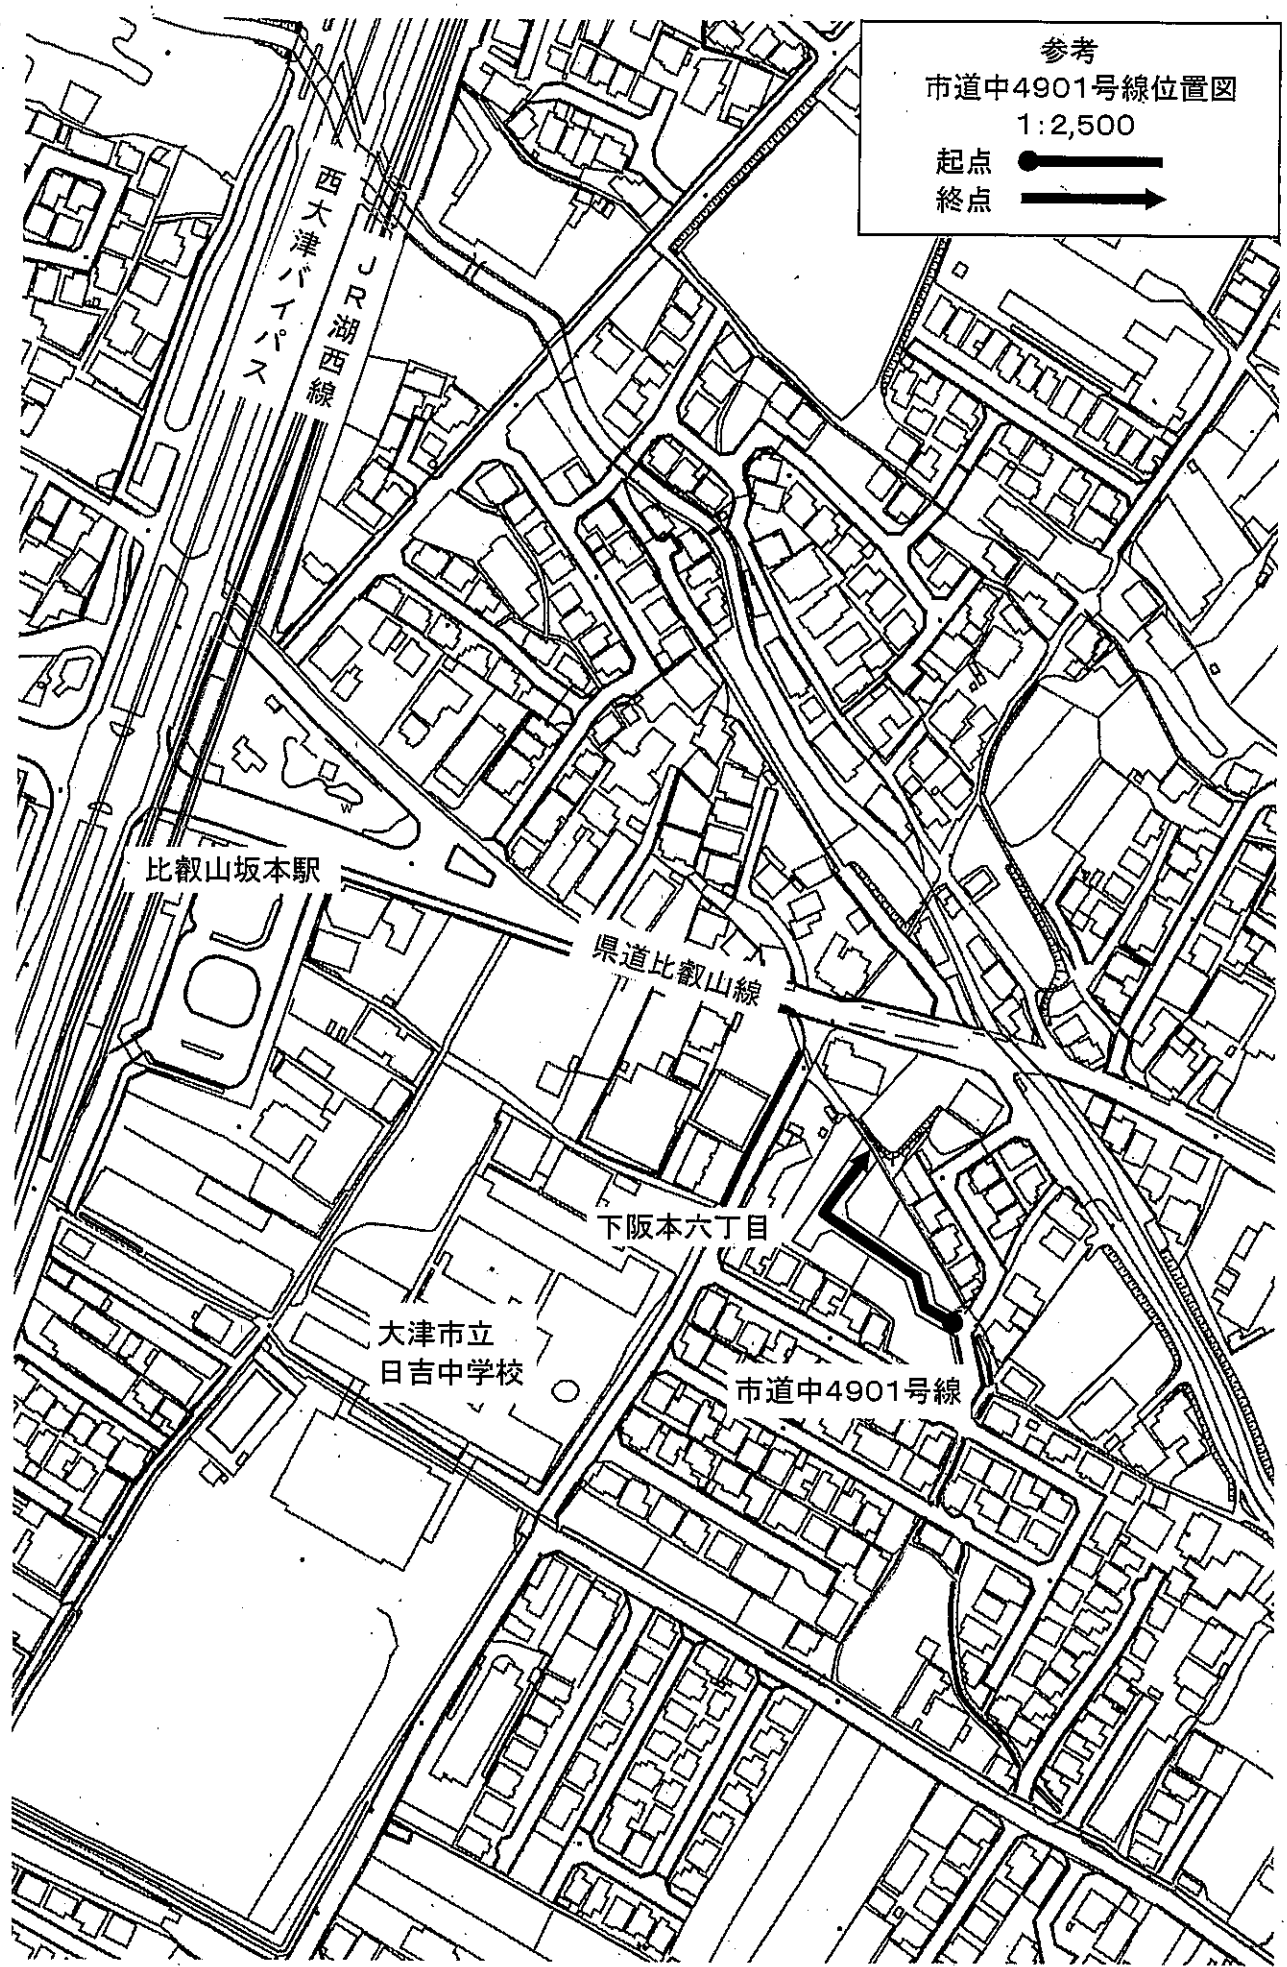 参考
市道中4901号線位置図
1:2,500
起点
終点
西大津バイパス
JR湖西線
比叡山坂本駅
県道比叡山線
下阪本六丁目
大津市立
日吉中学校
市道中4901号線
W